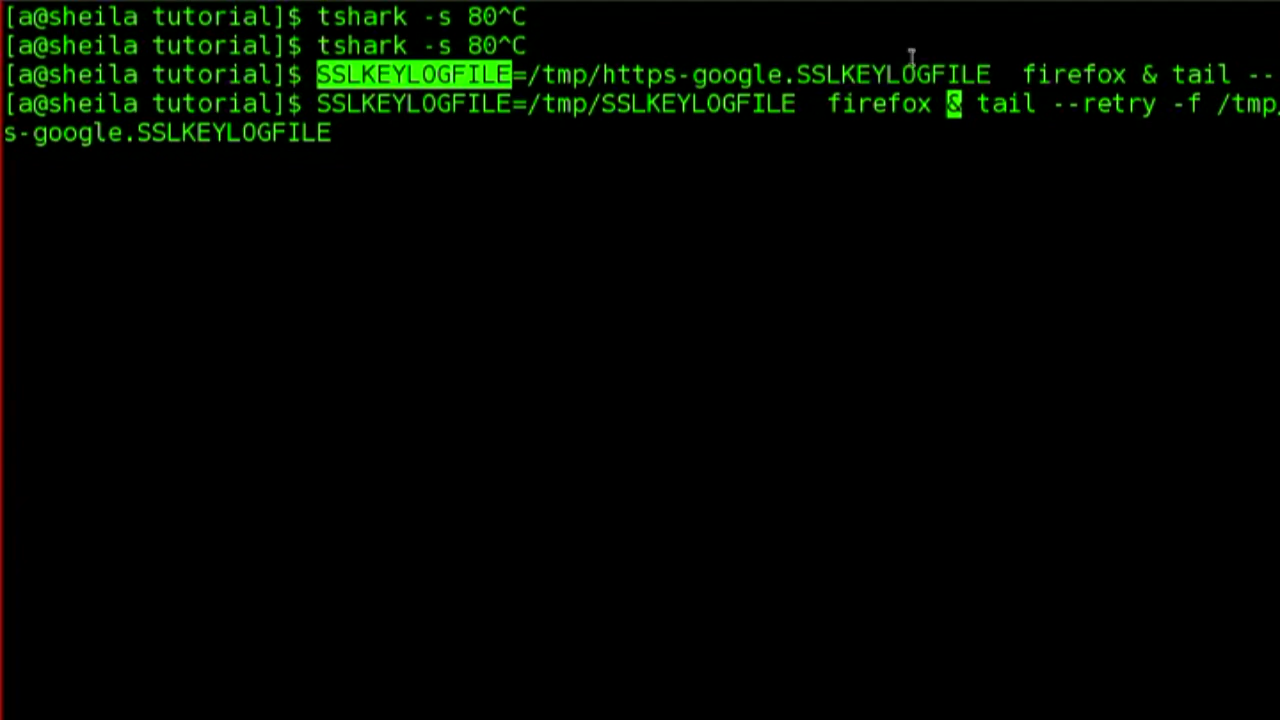 [a@sheila tutorial]$ tshark -s 80^C
[a@sheila tutorial]$ tshark -s 80^C
[a@sheila tutorial]$ SSLKEYLOGFILE=/tmp/https-google.SSLKEYLOGFILE  firefox & tail --
[a@sheila tutorial]$ SSLKEYLOGFILE=/tmp/SSLKEYLOGFILE  firefox & tail --retry -f /tmp/
s-google.SSLKEYLOGFILE